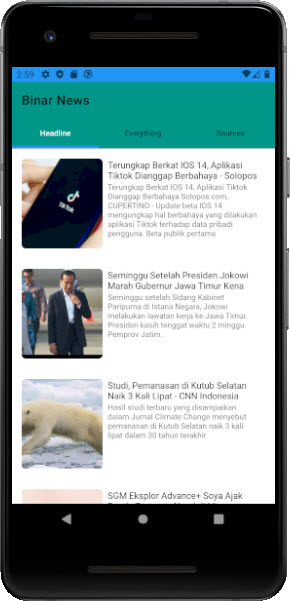 2:59
Binar News
Headline
Everything
Sources
TikTok
Terungkap Berkat IOS 14, Aplikasi
Tiktok Dianggap Berbahaya - Solopos
Terungkap Berkat IOS 14, Aplikasi Tiktok
Dianggap Berbahaya Solopos.com,
CUPERTINO - Update beta IOS 14
mengungkap hal berbahaya yang dilakukan
aplikasi Tiktok terhadap data pribadi
pengguna. Beta publik pertama
Seminggu Setelah Presiden Jokowi
Marah Gubernur Jawa Timur Kena
Seminggu setelah Sidang Kabinet
Paripurna di Istana Negara, Jokowi
melakukan lawatan kerja ke Jawa Timur.
Presiden kasih tenggat waktu 2 minggu
Pemprov Jatim.
Studi, Pemanasan di Kutub Selatan
Naik 3 Kali Lipat - CNN Indonesia
Hasil studi terbaru yang disampaikan
dalam Jurnal Climate Change menyebut
pemanasan di Kutub Selatan naik 3 kali
lipat dalam 30 tahun terakhir.
SGM Eksplor Advance+ Soya Ajak